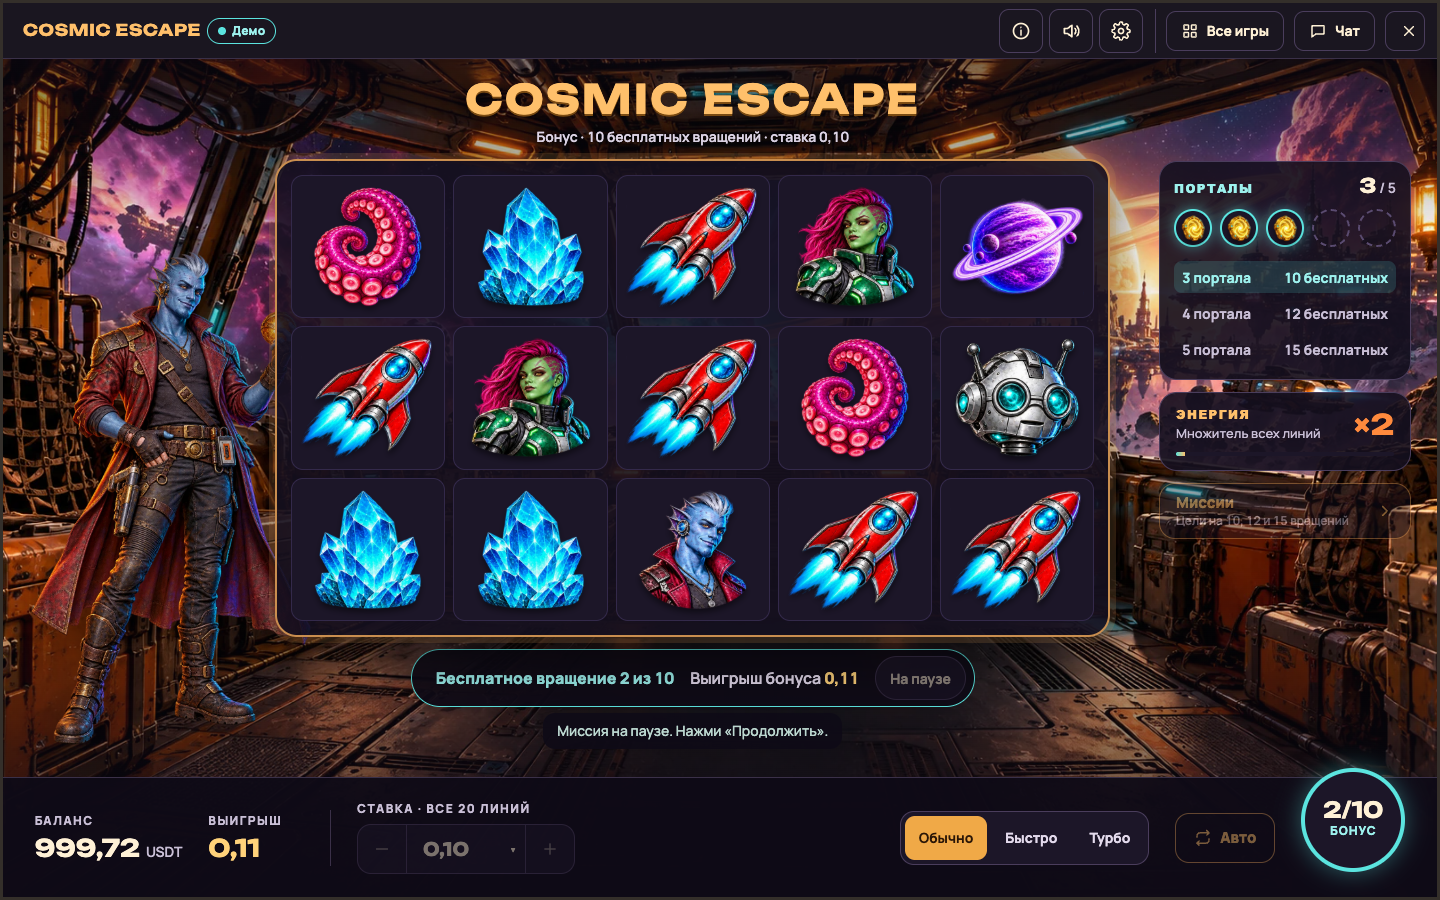 COSMIC ESCAPE
Демо
Все игры
Чат
COSMIC ESCAPE
Бонус · 10 бесплатных вращений · ставка 0,10
ПОРТАЛЫ
3 / 5
3 портала 10 бесплатных
4 портала 12 бесплатных
5 портала 15 бесплатных
ЭНЕРГИЯ
Множитель всех линий
×2
Миссии
Цели на 10, 12 и 15 вращений
Бесплатное вращение 2 из 10 Выигрыш бонуса 0,11 На паузе
Миссия на паузе. Нажми «Продолжить».
БАЛАНС
999,72 USDT
ВЫИГРЫШ
0,11
СТАВКА · ВСЕ 20 ЛИНИЙ
− 0,10 +
Обычно Быстро Турбо
Авто
2/10
БОНУС